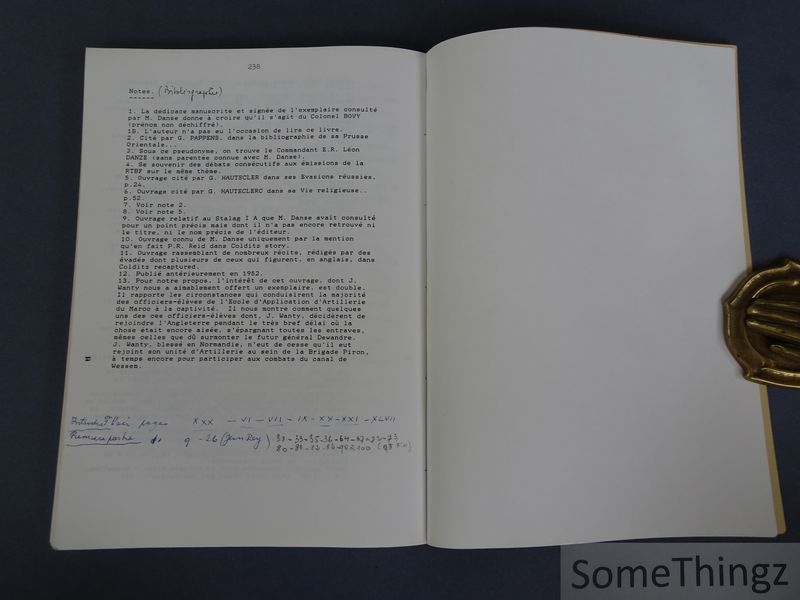 238
Notes. (Bibliographie)
1. La dédicace manuscrite et signée de l'exemplaire consulté
par M. Danse donne à croire qu'il s'agit du Colonel BOVY
(prénom non déchiffré).
1B. L'auteur n'a pas eu l'occasion de lire ce livre.
2. Cité par G. PAPPENS, dans la bibliographie de sa Prusse
Orientale...
3. Sous ce pseudonyme, on trouve le Commandant E.R. Léon
DANZE (sans parenté connue avec M. Danse).
4. Se souvenir des débats consécutifs aux émissions de la
RTBF sur le même thème.
5. Ouvrage cité par G. HAUTECLER dans ses Evasions réussies,
p.24.
6. Ouvrage cité par G. HAUTECLERC dans sa Vie religieuse..
p.52.
7. Voir note 2.
8. Voir note 5.
9. Ouvrage relatif au Stalag I A que M. Danse avait consulté
pour un point précis mais dont il n'a pas encore retrouvé ni
le titre, ni le nom précis de l'éditeur.
10. Ouvrage connu de M. Danse uniquement par la mention
qu'en fait P.R. Reid dans Colditz story.
11. Ouvrage rassemblant de nombreux récits, rédigés par des
évadés dont plusieurs de ceux qui figurent, en anglais, dans
Colditz recaptured.
12. Publié antérieurement en 1952.
13. Pour notre propos, l'intérêt de cet ouvrage, dont J.
Wanty nous a aimablement offert un exemplaire, est double.
Il rapporte les circonstances qui conduisirent la majorité
des officiers-élèves de l'Ecole d'Application d'Artillerie
du Maroc à la captivité. Il nous montre comment quelques
uns des ces officiers-élèves dont, J. Wanty, décidèrent de
rejoindre l'Angleterre pendant le très bref délai où la
chose était encore aisée, s'épargnant toutes les entraves,
mêmes celles que dû surmonter le futur général Dewandre.
J. Wanty, blessé en Normandie, n'eut de cesse qu'il eut
rejoint son unité d'Artillerie au sein de la Brigade Piron,
à temps encore pour participer aux combats du canal de
Wessem.
Voir pages XXX - VI - VII - IX - XX - XXI - XLVII
Première partie 9 - 26 (Jean Rey) 33-35-36-64
SomeThingz